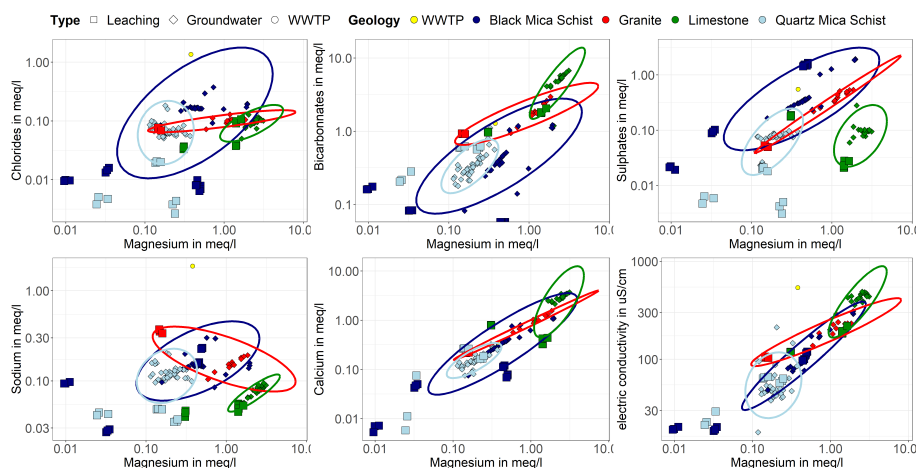 Type Leaching Groundwater WWTP Geology WWTP Black Mica Schist Granite Limestone Quartz Mica Schist
Chlorides in meq/l
1.00
0.10
0.01
0.01 0.10 1.00 10.0
Magnesium in meq/l
Bicarbonnates in meq/l
10.0
1.0
0.1
0.01 0.10 1.00 10.0
Magnesium in meq/l
Sulphates in meq/l
1.00
0.10
0.01
0.01 0.10 1.00 10.0
Magnesium in meq/l
Sodium in meq/l
1.00
0.30
0.10
0.03
0.01 0.10 1.00 10.0
Magnesium in meq/l
Calcium in meq/l
10.00
1.00
0.10
0.01
0.01 0.10 1.00 10.0
Magnesium in meq/l
electric conductivity in uS/cm
1000
300
100
30
0.01 0.10 1.00 10.0
Magnesium in meq/l